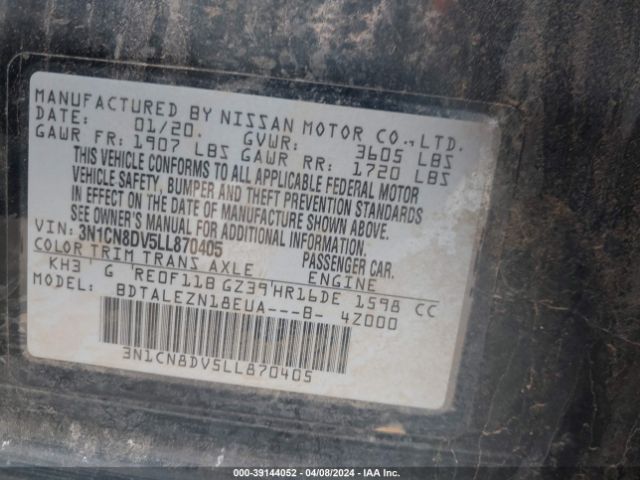 MANUFACTURED BY NISSAN MOTOR CO.,LTD.
DATE: 01/20. GVWR: 3605 LBS
GAWR FR: 1907 LBS GAWR RR: 1720 LBS
THIS VEHICLE CONFORMS TO ALL APPLICABLE FEDERAL MOTOR
VEHICLE SAFETY, BUMPER AND THEFT PREVENTION STANDARDS
IN EFFECT ON THE DATE OF MANUFACTURE SHOWN ABOVE.
SEE OWNER'S MANUAL FOR ADDITIONAL INFORMATION.
VIN: 3N1CN8DV5LL870405 PASSENGER CAR.
COLOR TRIM TRANS AXLE ENGINE
KH3 G RE0F11B GZ39 HR16DE 1598 CC
MODEL: BDTALEZN18EUA---B- 4Z000
3N1CN8DV5LL870405
000-39144052 - 04/08/2024 - IAA Inc.